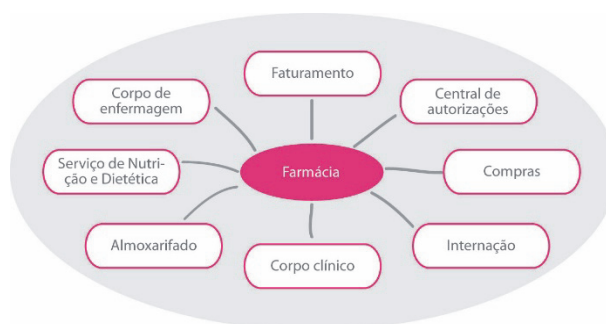 Faturamento
Corpo de
enfermagem
Central de
autorizações
Serviço de Nutri-
ção e Dietética
Farmácia
Compras
Almoxarifado
Internação
Corpo clínico